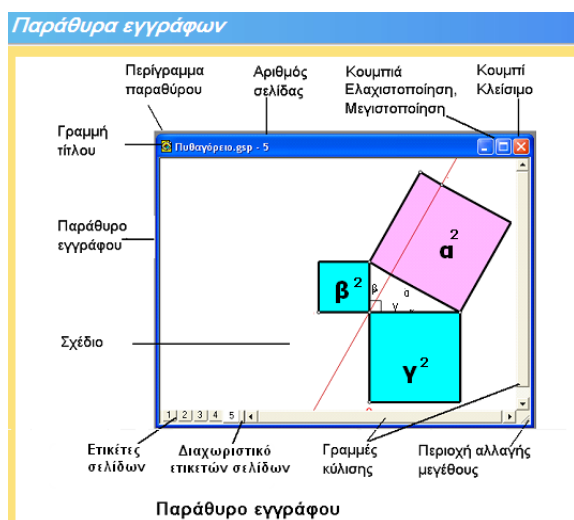 Παράθυρα εγγράφων
Περίγραμμα
παραθύρου
Αριθμός
σελίδας
Κουμπιά
Ελαχιστοποίηση,
Μεγιστοποίηση
Κουμπί
Κλείσιμο
Γραμμή
τίτλου
Πυθαγόρειο.gsp - 5
Παράθυρο
εγγράφου
α²
β²
β
α
γ
γ²
Σχέδιο
1 2 3 4 5
Ετικέτες
σελίδων
Διαχωριστικό
ετικετών σελίδων
Γραμμές
κύλισης
Περιοχή αλλαγής
μεγέθους
Παράθυρο εγγράφου